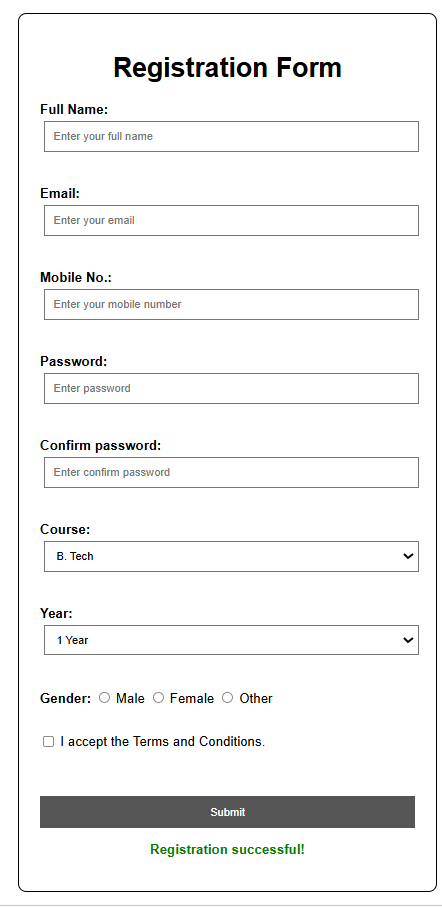 Registration Form
Full Name:
Enter your full name
Email:
Enter your email
Mobile No.:
Enter your mobile number
Password:
Enter password
Confirm password:
Enter confirm password
Course:
B. Tech
Year:
1 Year
Gender: Male Female Other
I accept the Terms and Conditions.
Submit
Registration successful!